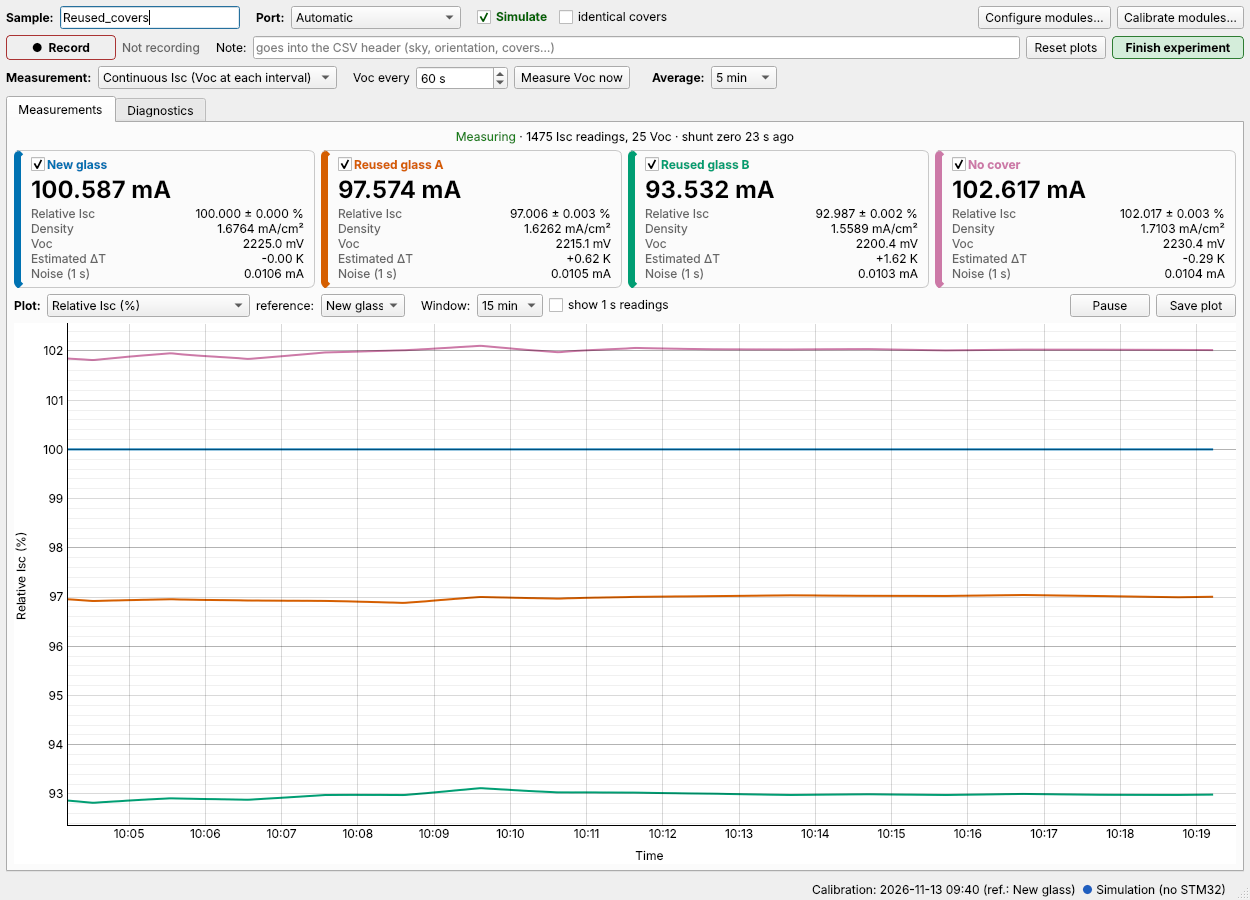 Sample: Reused_covers Port: Automatic Simulate identical covers Configure modules... Calibrate modules...
Record Not recording Note: goes into the CSV header (sky, orientation, covers...) Reset plots Finish experiment
Measurement: Continuous Isc (Voc at each interval) Voc every 60 s Measure Voc now Average: 5 min
Measurements Diagnostics
Measuring · 1475 Isc readings, 25 Voc · shunt zero 23 s ago
New glass
100.587 mA
Relative Isc 100.000 ± 0.000 %
Density 1.6764 mA/cm²
Voc 2225.0 mV
Estimated ΔT -0.00 K
Noise (1 s) 0.0106 mA
Reused glass A
97.574 mA
Relative Isc 97.006 ± 0.003 %
Density 1.6262 mA/cm²
Voc 2215.1 mV
Estimated ΔT +0.62 K
Noise (1 s) 0.0105 mA
Reused glass B
93.532 mA
Relative Isc 92.987 ± 0.002 %
Density 1.5589 mA/cm²
Voc 2200.4 mV
Estimated ΔT +1.62 K
Noise (1 s) 0.0103 mA
No cover
102.617 mA
Relative Isc 102.017 ± 0.003 %
Density 1.7103 mA/cm²
Voc 2230.4 mV
Estimated ΔT -0.29 K
Noise (1 s) 0.0104 mA
Plot: Relative Isc (%) reference: New glass Window: 15 min show 1 s readings Pause Save plot
Relative Isc (%)
102
101
100
99
98
97
96
95
94
93
10:05 10:06 10:07 10:08 10:09 10:10 10:11 10:12 10:13 10:14 10:15 10:16 10:17 10:18 10:19
Time
Calibration: 2026-11-13 09:40 (ref.: New glass) Simulation (no STM32)